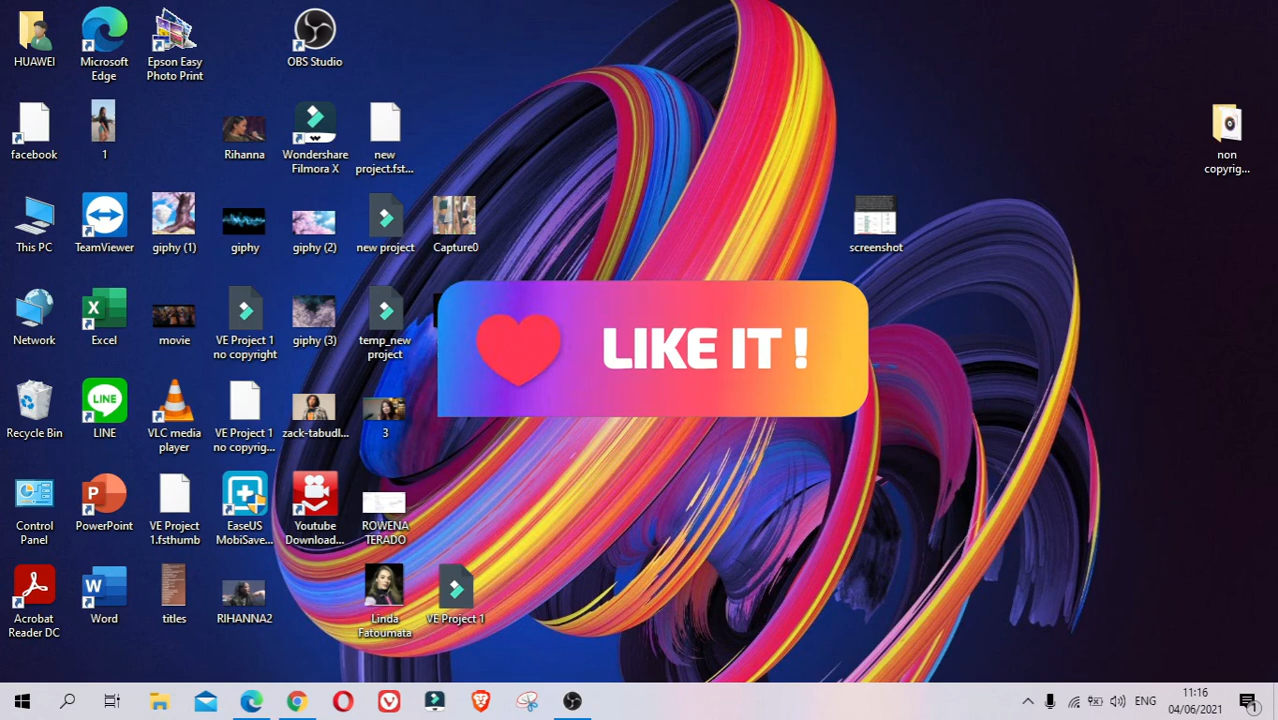 HUAWEI
Microsoft
Edge
Epson Easy
Photo Print
OBS Studio
facebook
1
Rihanna
Wondershare
Filmora X
new
project.fst...
non
copyrig...
This PC
TeamViewer
giphy (1)
giphy
giphy (2)
new project
Capture0
screenshot
Network
Excel
movie
VE Project 1
no copyright
giphy (3)
temp_new
project
LIKE IT !
Recycle Bin
LINE
VLC media
player
VE Project 1
no copyrig...
zack-tabudl...
3
Control
Panel
PowerPoint
VE Project
1.fsthumb
EaseUS
MobiSave...
Youtube
Download...
ROWENA
TERADO
Acrobat
Reader DC
Word
titles
RIHANNA2
Linda
Fatoumata
VE Project 1
ENG
11:16
04/06/2021
1